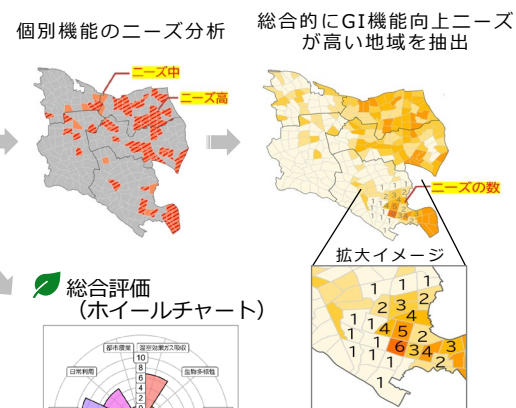 個別機能のニーズ分析
総合的にGI機能向上ニーズ
が高い地域を抽出
ニーズ中
ニーズ高
ニーズの数
拡大イメージ
1 1
2 3 2
1 1 4 5 2
1 1 6 3 4 3
1 2
1
総合評価
(ホイールチャート)
都市農業 温室効果ガス吸収
日常利用 生物多様性
10
8
6
4
2
0